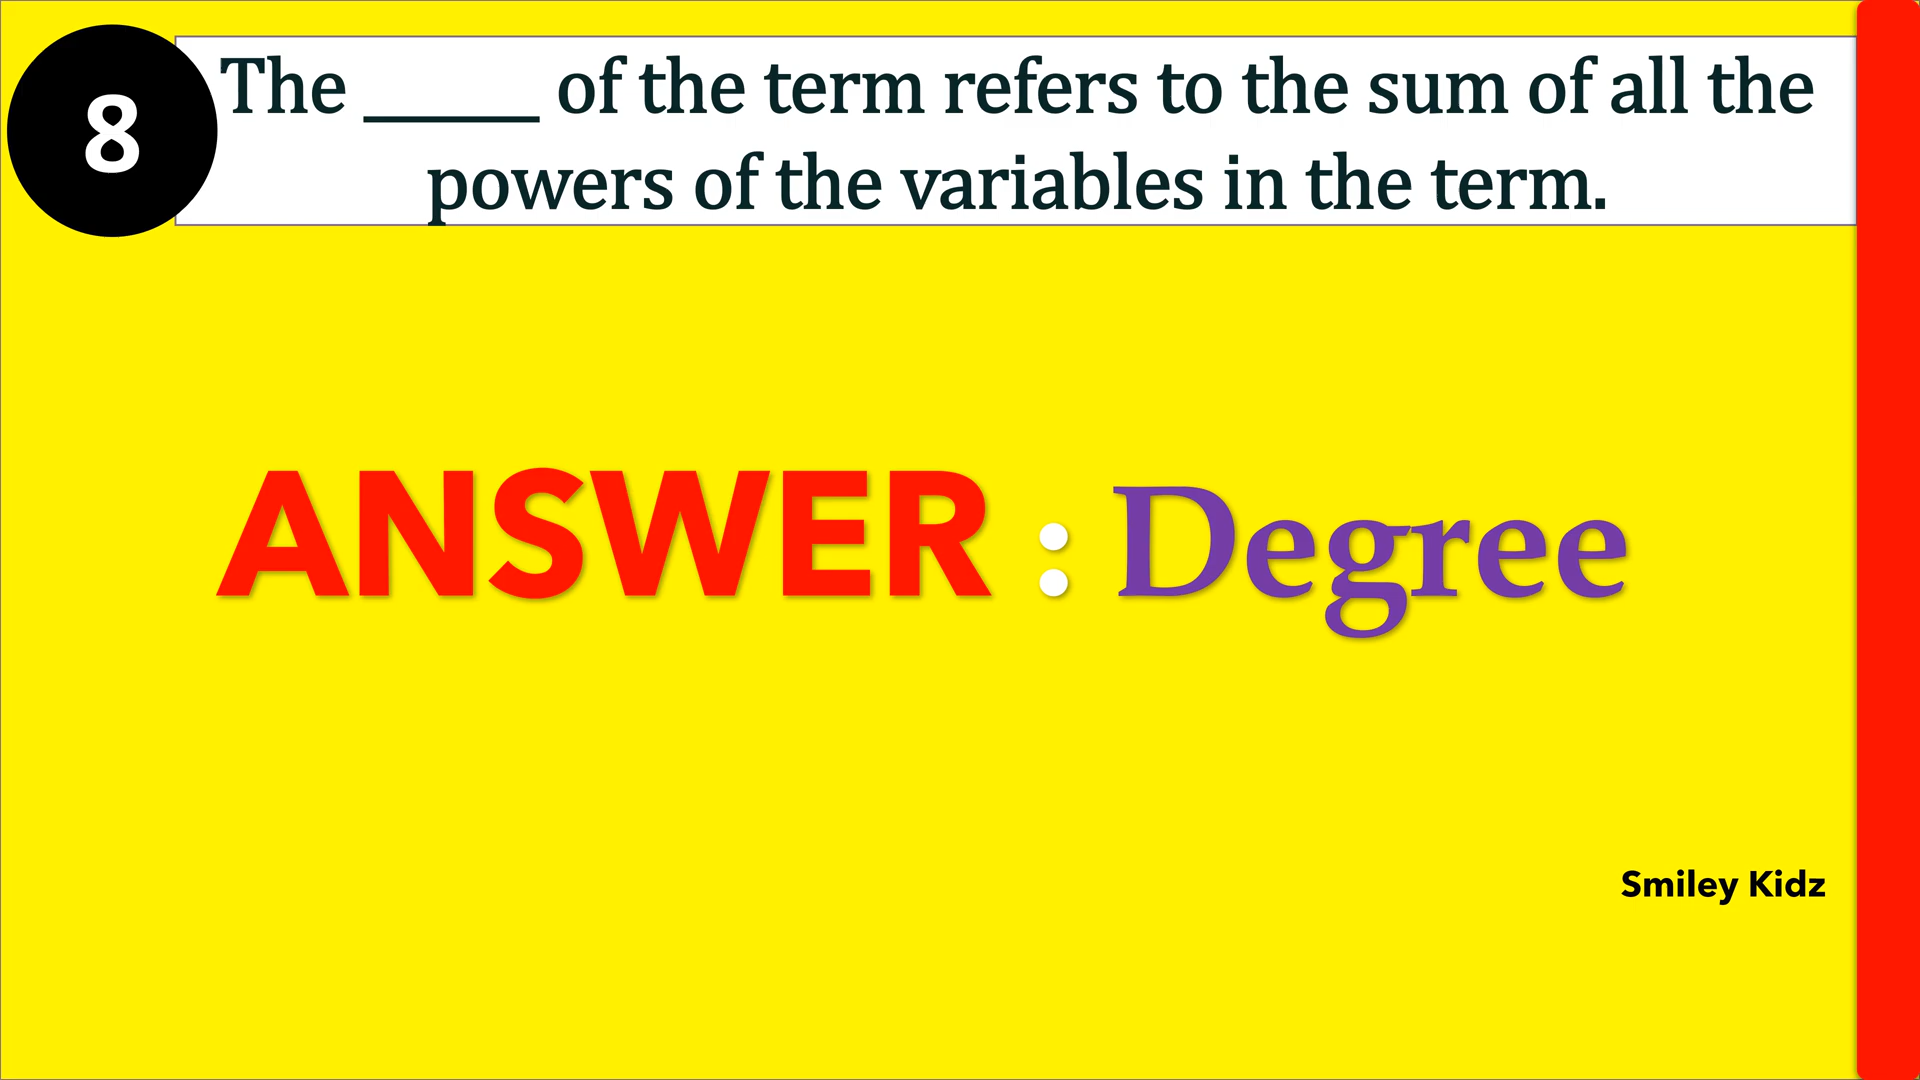 8
The _____ of the term refers to the sum of all the
powers of the variables in the term.
ANSWER : Degree
Smiley Kidz